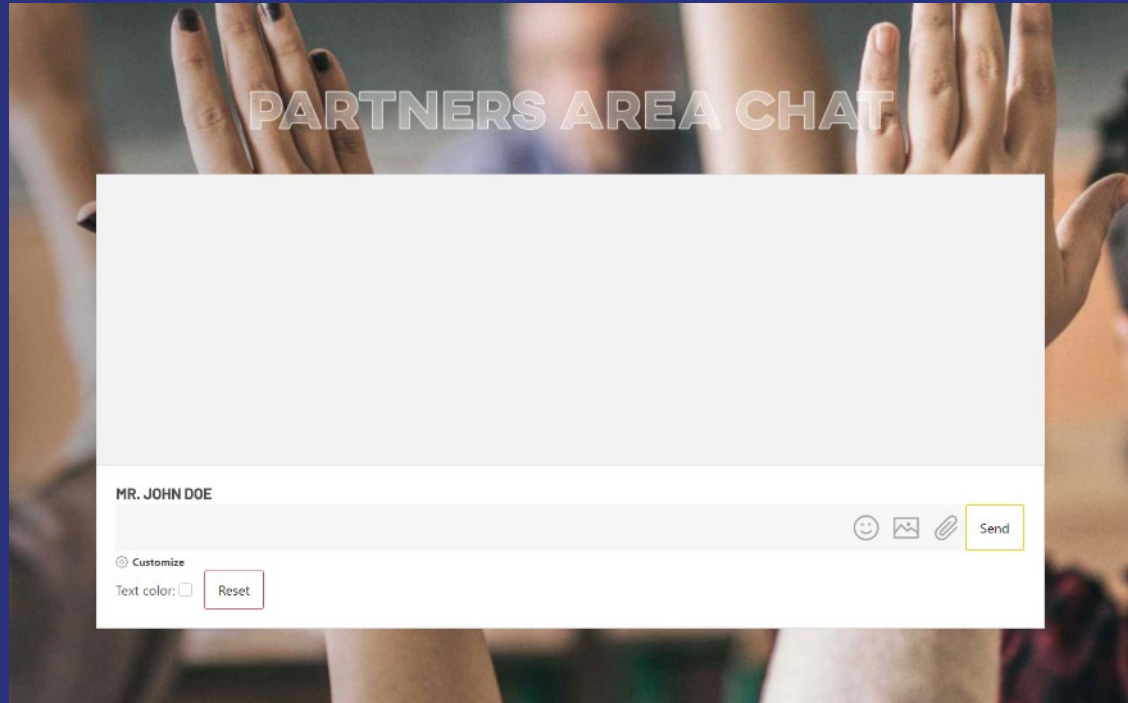 PARTNERS AREA CHAT
MR. JOHN DOE
Send
Customize
Text color:
Reset